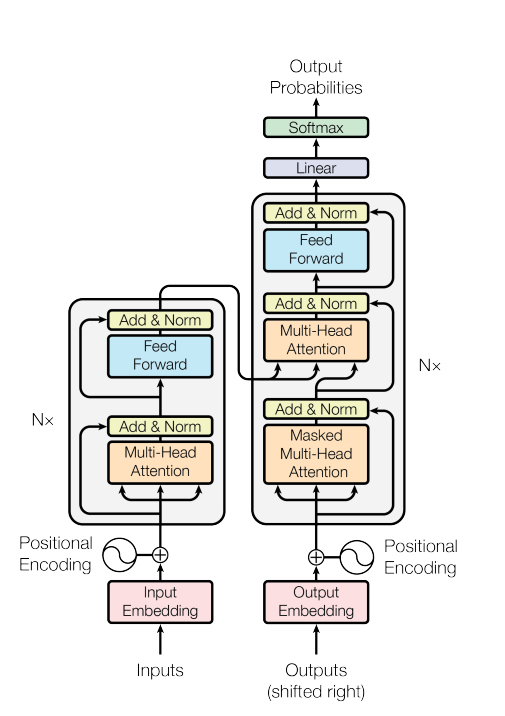 Output
Probabilities
Softmax
Linear
Add & Norm
Feed
Forward
Add & Norm
Multi-Head
Attention
Add & Norm
Masked
Multi-Head
Attention
N×
Add & Norm
Feed
Forward
Add & Norm
Multi-Head
Attention
N×
Positional
Encoding
Positional
Encoding
Input
Embedding
Output
Embedding
Inputs
Outputs
(shifted right)